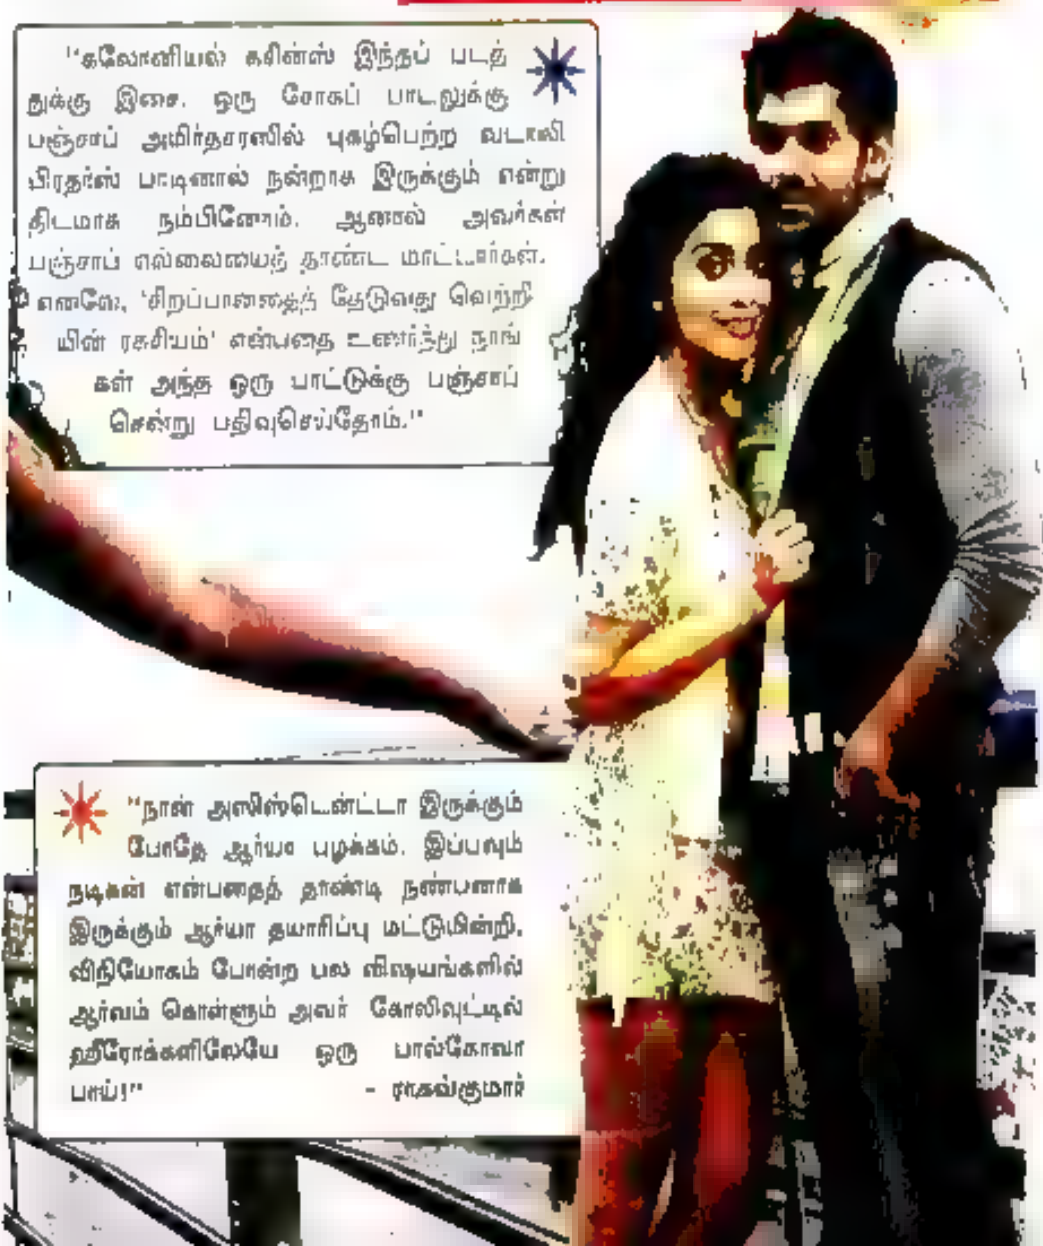 "கலோனியல் கசின்ஸ் இந்தப் படத்
துக்கு இசை. ஒரு சோகப் பாடலுக்கு
பஞ்சாப் அமிர்தசரஸில் புகழ்பெற்ற வடாலி
பிரதர்ஸ் பாடினால் நன்றாக இருக்கும் என்று
திடமாக நம்பினோம். ஆனால் அவர்கள்
பஞ்சாப் எல்லையைத் தாண்ட மாட்டார்கள்.
எனவே, 'சிறப்பானதைத் தேடுவது வெற்றி
யின் ரகசியம்' என்பதை உணர்ந்து நாங்
கள் அந்த ஒரு பாட்டுக்கு பஞ்சாப்
சென்று பதிவுசெய்தோம்."
"நான் அஸிஸ்டென்ட்டா இருக்கும்
போதே ஆர்யா பழக்கம். இப்பவும்
நடிகன் என்பதைத் தாண்டி நண்பனாக
இருக்கும் ஆர்யா தயாரிப்பு மட்டுமின்றி,
விநியோகம் போன்ற பல விஷயங்களில்
ஆர்வம் கொள்ளும் அவர் கோலிவுட்டில்
ஹீரோக்களிலேயே ஒரு பால்கோவா
பாய்!" - ராகவ்குமார்